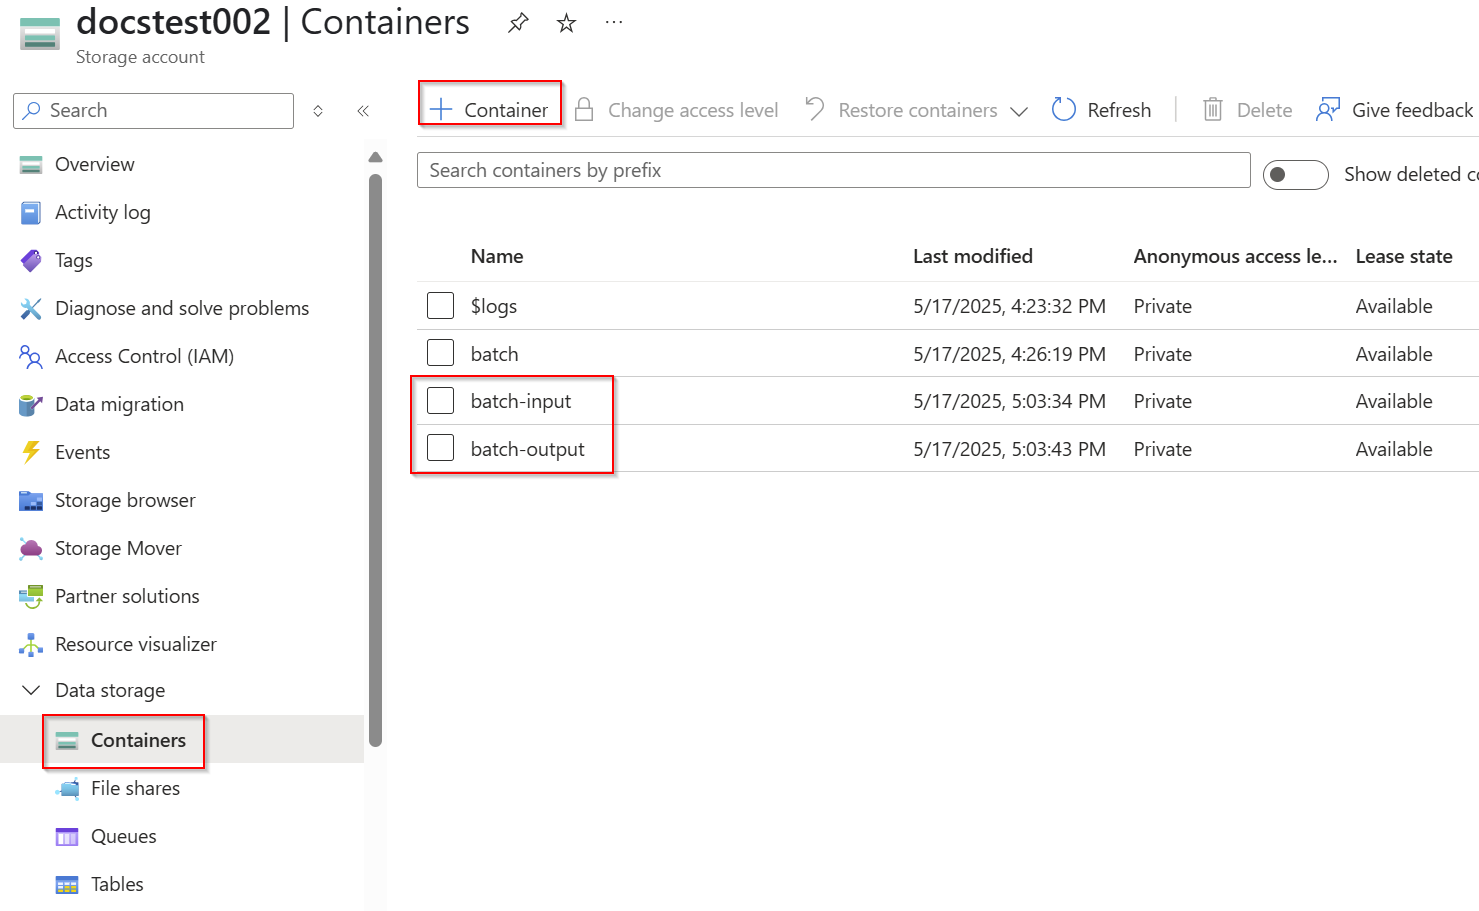 docstest002 | Containers
Storage account
Search
Container
Change access level
Restore containers
Refresh
Delete
Give feedback
Search containers by prefix
Show deleted
Overview
Activity log
Tags
Diagnose and solve problems
Access Control (IAM)
Data migration
Events
Storage browser
Storage Mover
Partner solutions
Resource visualizer
Data storage
Containers
File shares
Queues
Tables
Name Last modified Anonymous access le... Lease state
$logs 5/17/2025, 4:23:32 PM Private Available
batch 5/17/2025, 4:26:19 PM Private Available
batch-input 5/17/2025, 5:03:34 PM Private Available
batch-output 5/17/2025, 5:03:43 PM Private Available